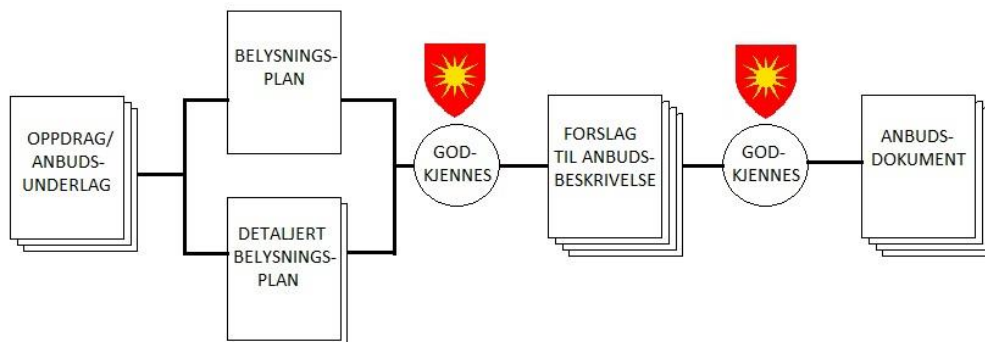 OPPDRAG/
ANBUDS-
UNDERLAG
BELYSNINGS-
PLAN
DETALJERT
BELYSNINGS-
PLAN
GOD-
KJENNES
FORSLAG
TIL ANBUDS-
BESKRIVELSE
GOD-
KJENNES
ANBUDS-
DOKUMENT